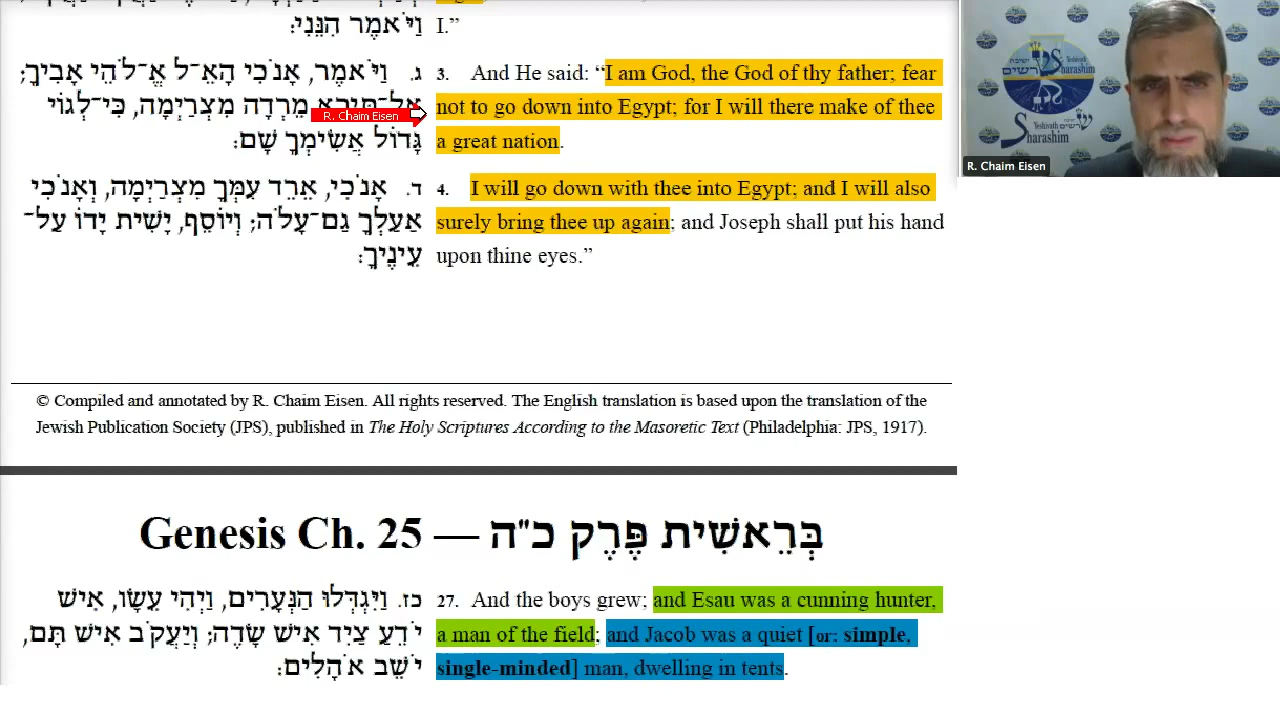 וַיֹּאמֶר הִנֵּנִי:
I.”
ג. וַיֹּאמֶר, אָנֹכִי הָאֵ־ל אֱ־לֹהֵי אָבִיךָ;
מֵרְדָה מִצְרַיְמָה, כִּי־לְגוֹי
גָּדוֹל אֲשִׂימְךָ שָׁם:
3. And He said: “I am God, the God of thy father; fear
not to go down into Egypt; for I will there make of thee
a great nation.
R. Chaim Eisen
ד. אָנֹכִי, אֵרֵד עִמְּךָ מִצְרַיְמָה, וְאָנֹכִי
אַעַלְךָ גַם־עָלֹה; וְיוֹסֵף, יָשִׁית יָדוֹ עַל־
עֵינֶיךָ:
4. I will go down with thee into Egypt; and I will also
surely bring thee up again; and Joseph shall put his hand
upon thine eyes.”
© Compiled and annotated by R. Chaim Eisen. All rights reserved. The English translation is based upon the translation of the
Jewish Publication Society (JPS), published in The Holy Scriptures According to the Masoretic Text (Philadelphia: JPS, 1917).
Genesis Ch. 25 — בְּרֵאשִׁית פֶּרֶק כ"ה
כז. וַיִּגְדְּלוּ הַנְּעָרִים, וַיְהִי עֵשָׂו, אִישׁ
יֹדֵעַ צַיִד אִישׁ שָׂדֶה; וְיַעֲקֹב אִישׁ תָּם,
יֹשֵׁב אֹהָלִים:
27. And the boys grew; and Esau was a cunning hunter,
a man of the field; and Jacob was a quiet [or: simple,
single-minded] man, dwelling in tents.
ישיבת
שרשים
Sharashim
Yeshivath
שרשים
Sharashim
R. Chaim Eisen